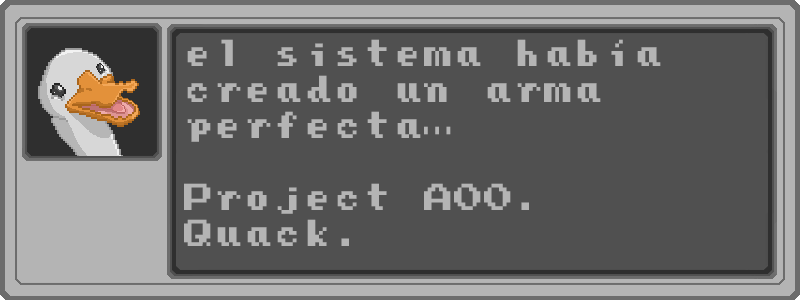 el sistema había
creado un arma
perfecta…
Project AOO.
Quack.